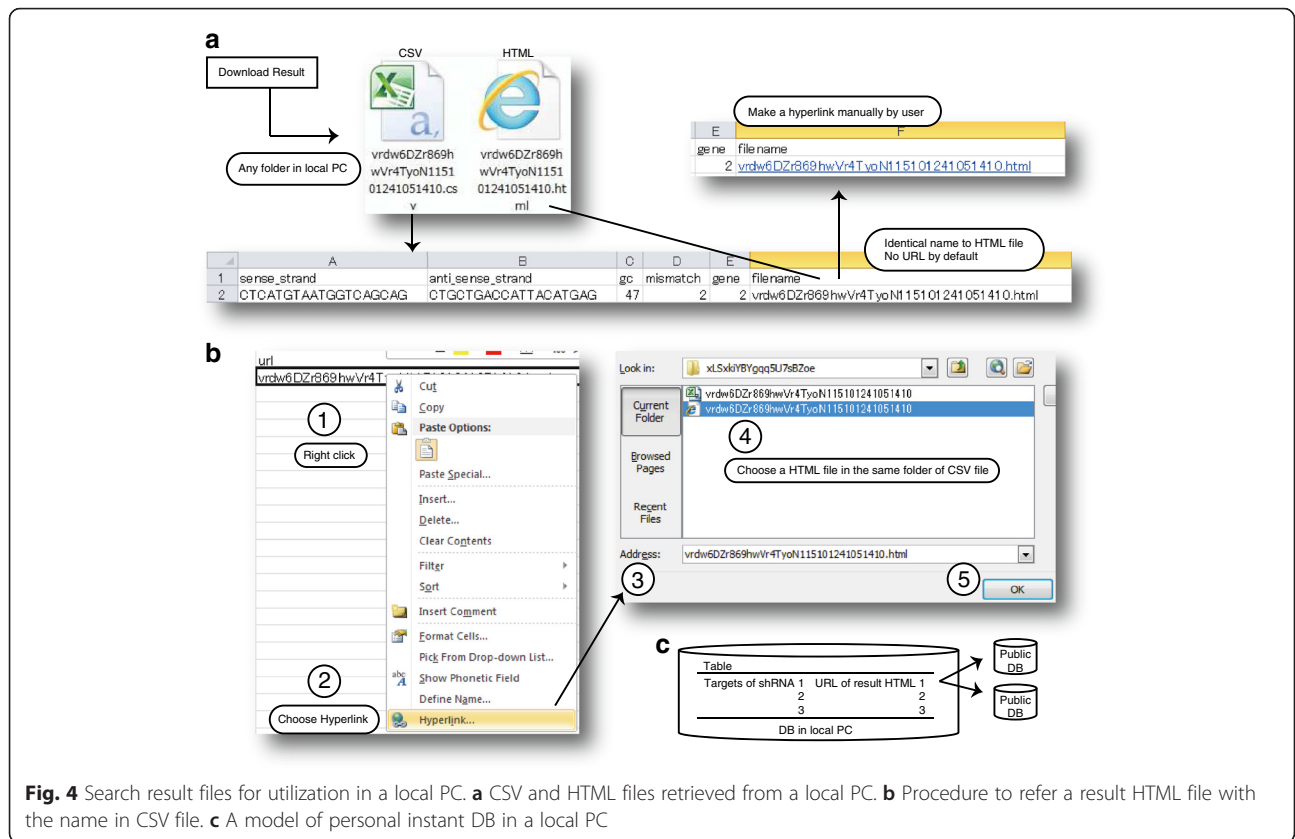 a
Download Result
CSV
HTML
Any folder in local PC
vrdw6DZr869h
wVr4TyoN1151
01241051410.cs
v
vrdw6DZr869h
wVr4TyoN1151
01241051410.ht
ml
Make a hyperlink manually by user
E F
gene filename
2 vrdw6DZr869hwVr4TyoN115101241051410.html
Identical name to HTML file
No URL by default
A B C D E
1 sense_strand anti_sense_strand gc mismatch gene filename
2 CTCATGTAATGGTCAGCAG CTGCTGACCATTACATGAG 47 2 2 vrdw6DZr869hwVr4TyoN115101241051410.html
b
url
vrdw6DZr869hwVr4T
1
Right click
2
Choose Hyperlink
Cut
Copy
Paste Options:
Paste Special...
Insert...
Delete...
Clear Contents
Filter
Sort
Insert Comment
Format Cells...
Pick From Drop-down List...
Show Phonetic Field
Define Name...
Hyperlink...
Look in: xLSxkiYBYgqq5U7sBZoe
Current
Folder
Browsed
Pages
Recent
Files
vrdw6DZr869hwVr4TyoN115101241051410
vrdw6DZr869hwVr4TyoN115101241051410
4
Choose a HTML file in the same folder of CSV file
Address: vrdw6DZr869hwVr4TyoN115101241051410.html
3
5
OK
c
Table
Targets of shRNA 1 URL of result HTML 1
2 2
3 3
DB in local PC
Public
DB
Public
DB
Fig. 4 Search result files for utilization in a local PC. a CSV and HTML files retrieved from a local PC. b Procedure to refer a result HTML file with
the name in CSV file. c A model of personal instant DB in a local PC